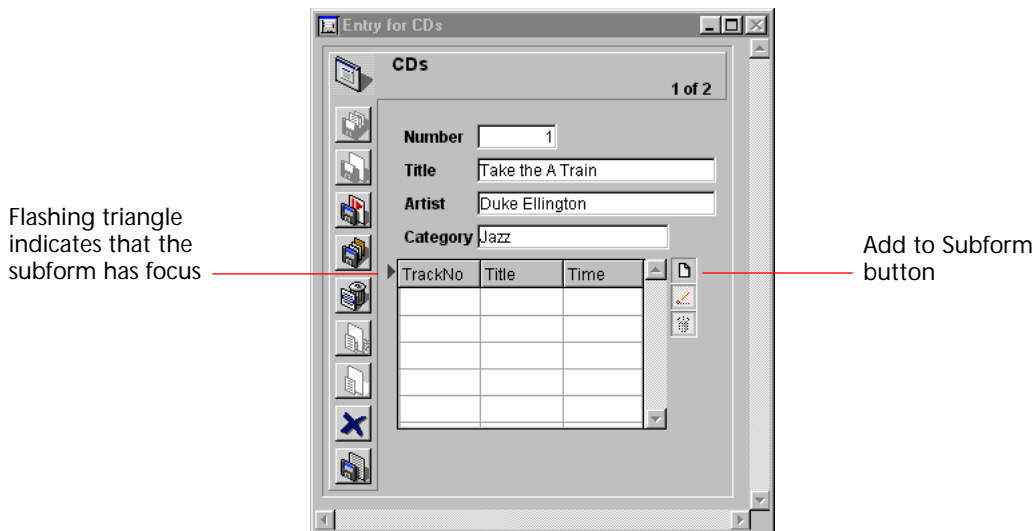 Entry for CDs
CDs
1 of 2
Number 1
Title Take the A Train
Artist Duke Ellington
Category Jazz
Flashing triangle
indicates that the
subform has focus
TrackNo Title Time
Add to Subform
button